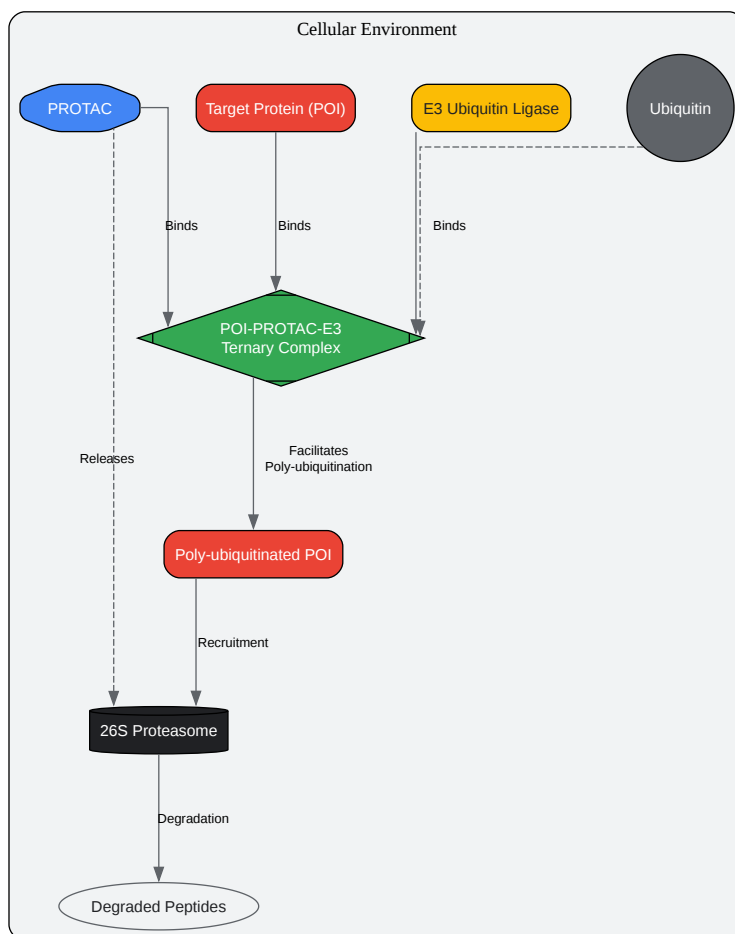 Cellular Environment
PROTAC
Target Protein (POI)
E3 Ubiquitin Ligase
Ubiquitin
Binds
Binds
Binds
POI-PROTAC-E3
Ternary Complex
Releases
Facilitates
Poly-ubiquitination
Poly-ubiquitinated POI
Recruitment
26S Proteasome
Degradation
Degraded Peptides